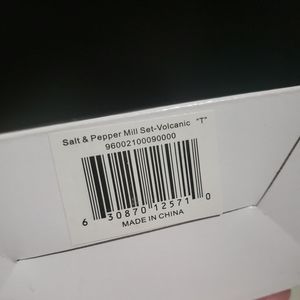 Salt & Pepper Mill Set-Volcanic "T"
96002100090000
6 30870 12571 0
MADE IN CHINA